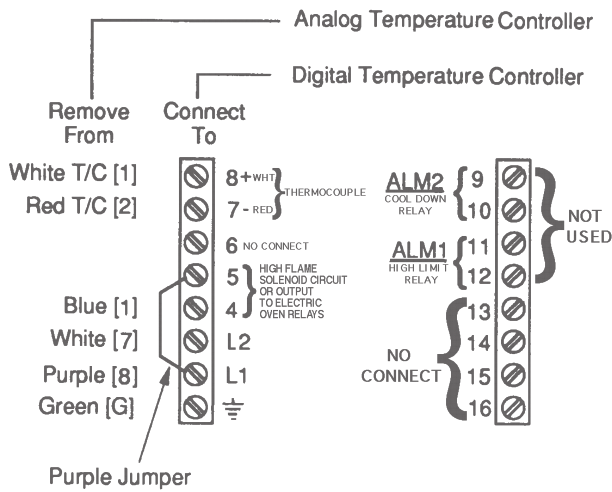 Analog Temperature Controller
Digital Temperature Controller
Remove
From
Connect
To
White T/C [1]
8+WHT
Red T/C [2]
7-RED
THERMOCOUPLE
6 NO CONNECT
5
Blue [1]
4
HIGH FLAME
SOLENOID CIRCUIT
OR OUTPUT
TO ELECTRIC
OVEN RELAYS
White [7]
L2
Purple [8]
L1
Green [G]
Purple Jumper
ALM2
COOL DOWN
RELAY
9
10
ALM1
HIGH LIMIT
RELAY
11
12
NOT
USED
NO
CONNECT
13
14
15
16